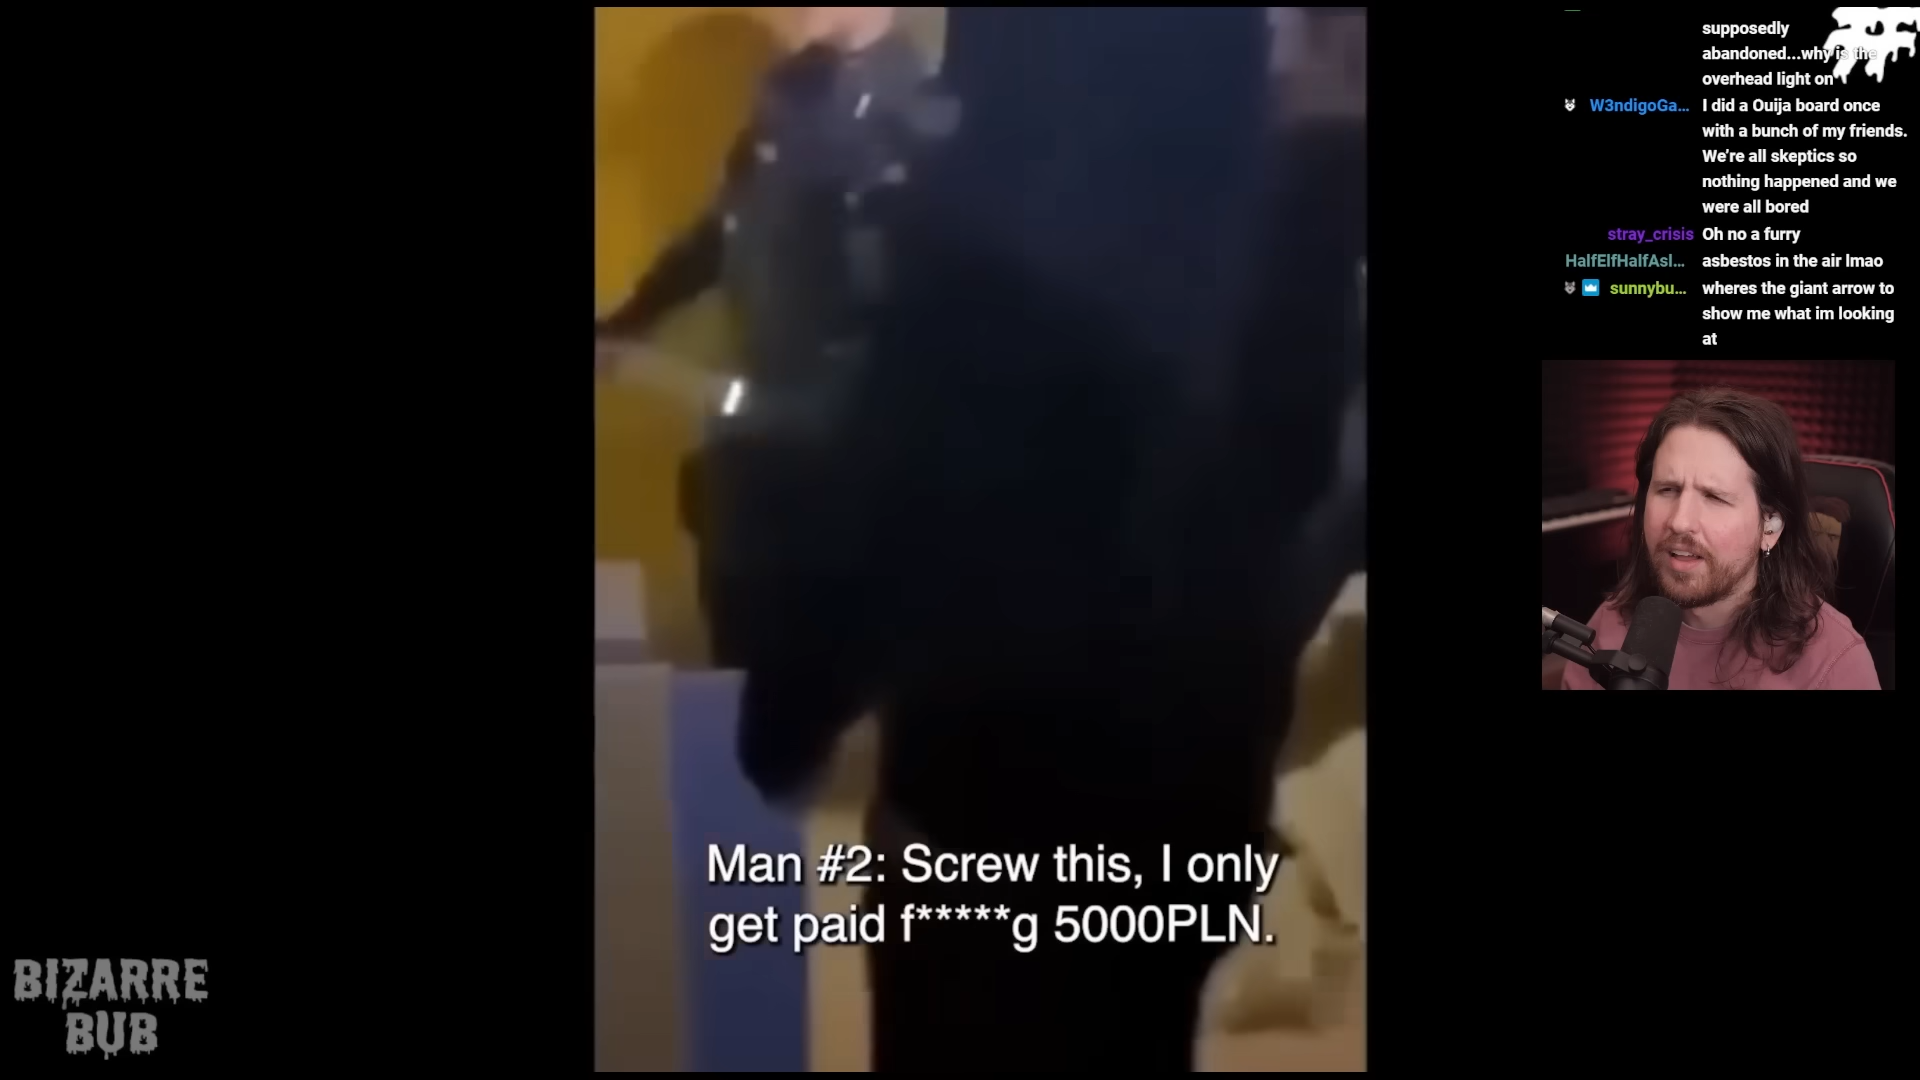 supposedly
abandoned...why is the
overhead light on
W3ndigoGa... I did a Ouija board once
with a bunch of my friends.
We're all skeptics so
nothing happened and we
were all bored
stray_crisis Oh no a furry
HalfElfHalfAsl... asbestos in the air lmao
sunnybu... wheres the giant arrow to
show me what im looking
at
Man #2: Screw this, I only
get paid f*****g 5000PLN.
BIZARRE
BUB